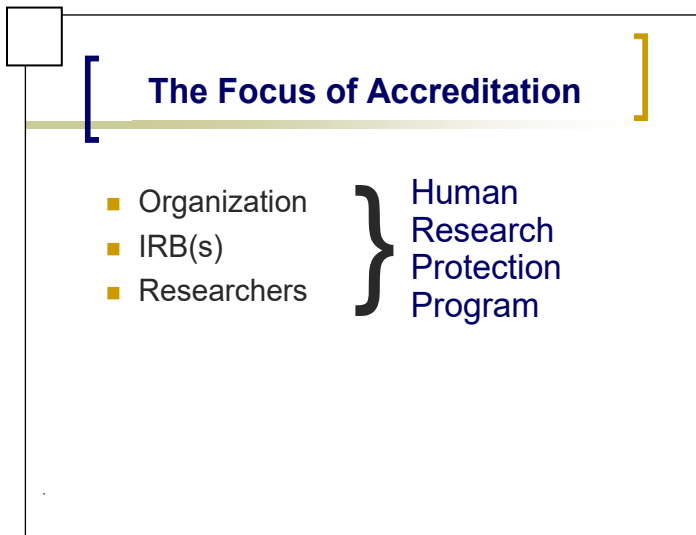 The Focus of Accreditation
Organization
IRB(s)
Researchers
Human
Research
Protection
Program